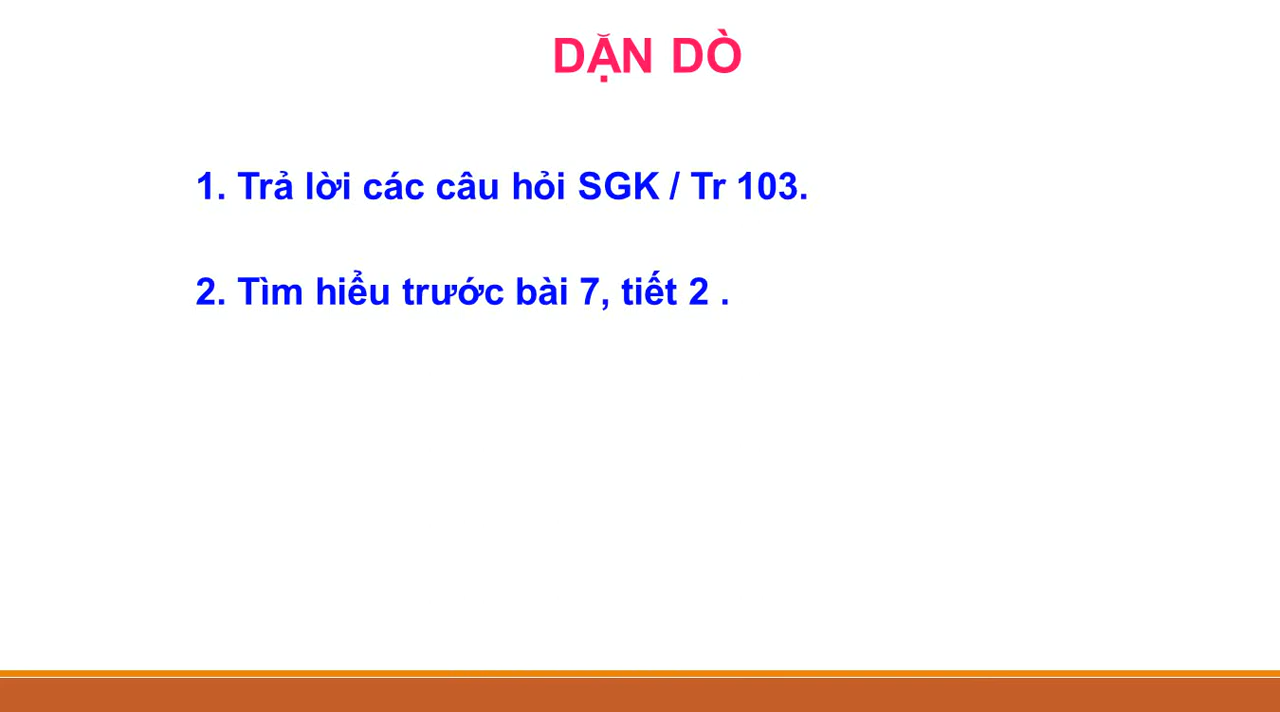 DẶN DÒ
1. Trả lời các câu hỏi SGK / Tr 103.
2. Tìm hiểu trước bài 7, tiết 2 .